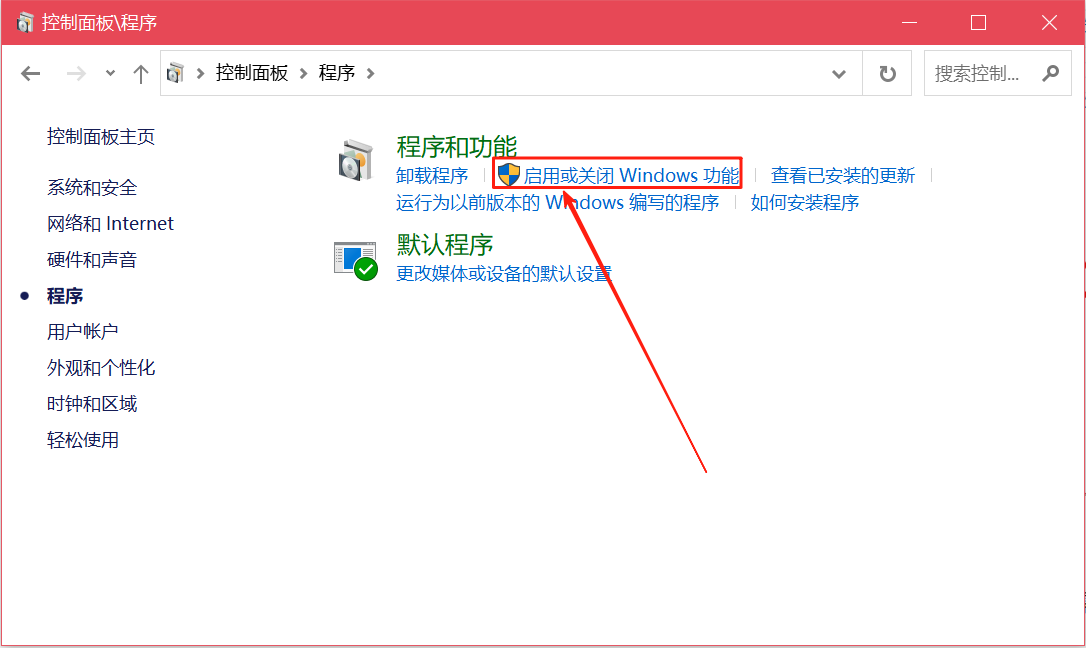 控制面板\程序
控制面板 程序 搜索控制...
控制面板主页
系统和安全
网络和 Internet
硬件和声音
程序
用户帐户
外观和个性化
时钟和区域
轻松使用
程序和功能
卸载程序 启用或关闭 Windows 功能 查看已安装的更新
运行为以前版本的 Windows 编写的程序 如何安装程序
默认程序
更改媒体或设备的默认设置